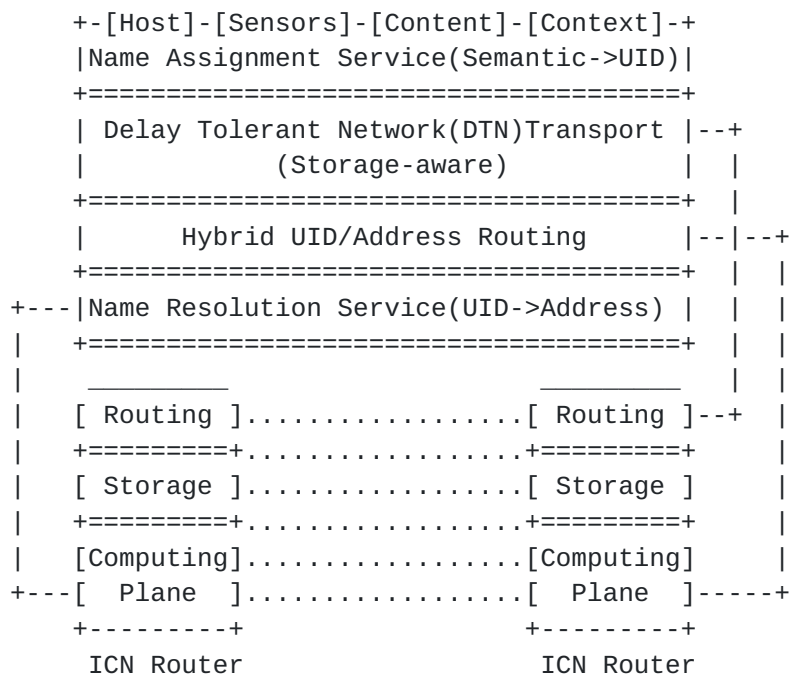 +-[Host]-[Sensors]-[Content]-[Context]-+
|Name Assignment Service(Semantic->UID)|
+======================================+
| Delay Tolerant Network(DTN)Transport |--+
|            (Storage-aware)           |  |
+======================================+  |
|      Hybrid UID/Address Routing      |--|--+
+======================================+  |  |
+---|Name Resolution Service(UID->Address) |  |  |
|   +======================================+  |  |
|    _________                    _________   |  |
|   [ Routing ]..................[ Routing ]--+  |
|   +=========+..................+=========+     |
|   [ Storage ]..................[ Storage ]     |
|   +=========+..................+=========+     |
|   [Computing]..................[Computing]     |
+---[  Plane  ]..................[  Plane  ]-----+
+---------+                  +---------+
ICN Router                   ICN Router